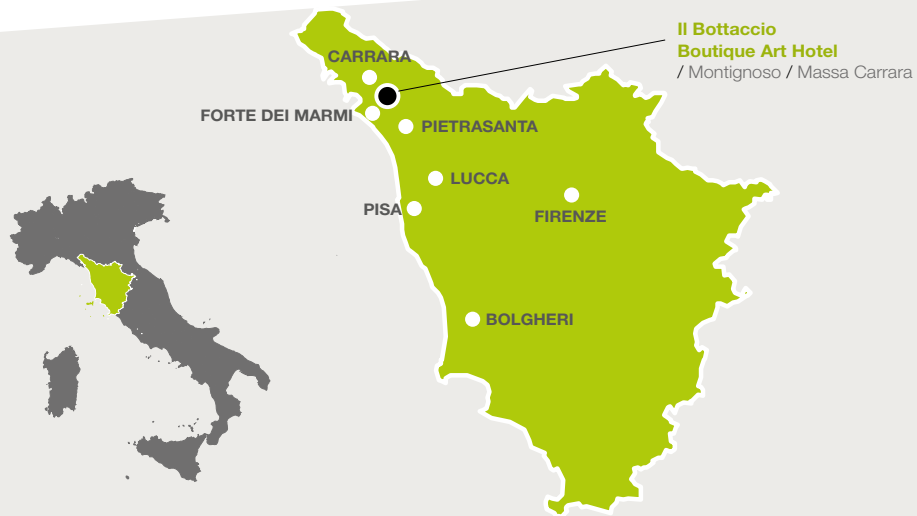 Il Bottaccio
Boutique Art Hotel
/ Montignoso / Massa Carrara
CARRARA
FORTE DEI MARMI
PIETRASANTA
LUCCA
PISA
FIRENZE
BOLGHERI